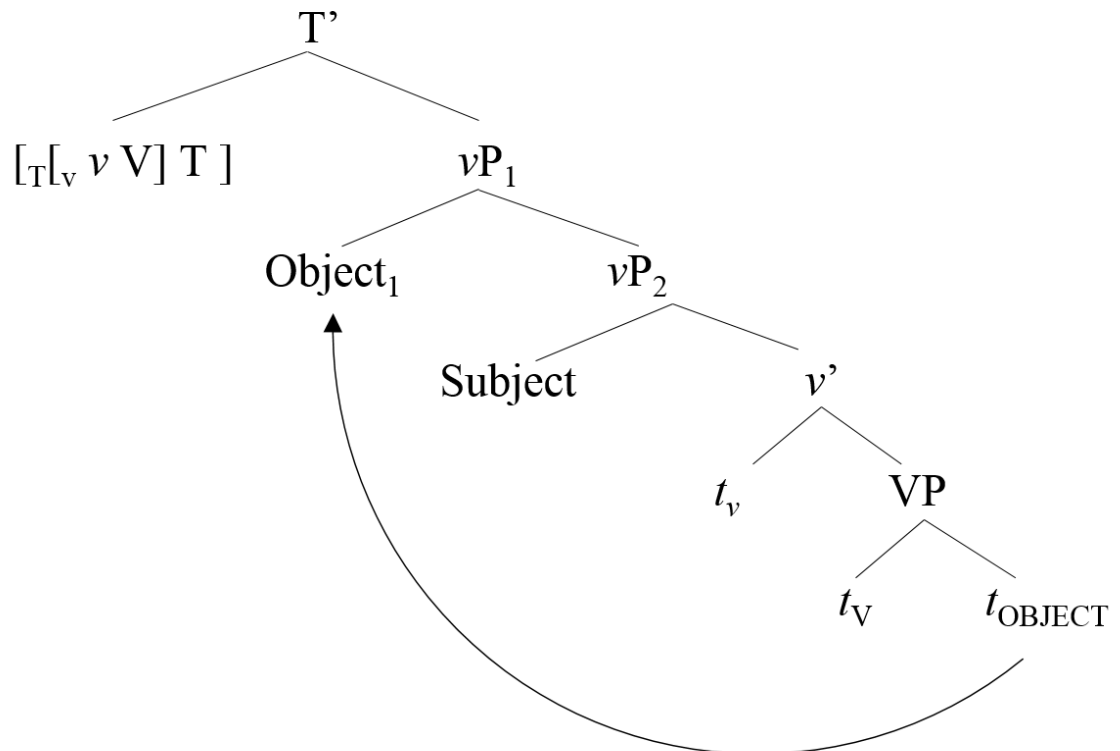 T’
[T[v v V] T ]
vP1
Object1
vP2
Subject
v’
tv
VP
tV
tOBJECT